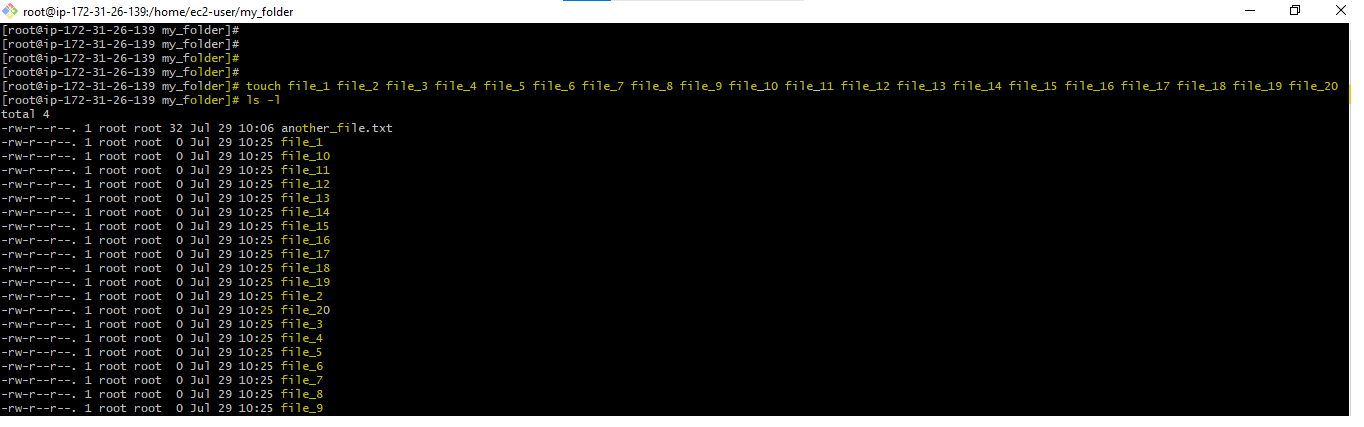 root@ip-172-31-26-139:/home/ec2-user/my_folder
[root@ip-172-31-26-139 my_folder]#
[root@ip-172-31-26-139 my_folder]#
[root@ip-172-31-26-139 my_folder]#
[root@ip-172-31-26-139 my_folder]#
[root@ip-172-31-26-139 my_folder]# touch file_1 file_2 file_3 file_4 file_5 file_6 file_7 file_8 file_9 file_10 file_11 file_12 file_13 file_14 file_15 file_16 file_17 file_18 file_19 file_20
[root@ip-172-31-26-139 my_folder]# ls -l
total 4
-rw-r--r--. 1 root root 32 Jul 29 10:06 another_file.txt
-rw-r--r--. 1 root root  0 Jul 29 10:25 file_1
-rw-r--r--. 1 root root  0 Jul 29 10:25 file_10
-rw-r--r--. 1 root root  0 Jul 29 10:25 file_11
-rw-r--r--. 1 root root  0 Jul 29 10:25 file_12
-rw-r--r--. 1 root root  0 Jul 29 10:25 file_13
-rw-r--r--. 1 root root  0 Jul 29 10:25 file_14
-rw-r--r--. 1 root root  0 Jul 29 10:25 file_15
-rw-r--r--. 1 root root  0 Jul 29 10:25 file_16
-rw-r--r--. 1 root root  0 Jul 29 10:25 file_17
-rw-r--r--. 1 root root  0 Jul 29 10:25 file_18
-rw-r--r--. 1 root root  0 Jul 29 10:25 file_19
-rw-r--r--. 1 root root  0 Jul 29 10:25 file_2
-rw-r--r--. 1 root root  0 Jul 29 10:25 file_20
-rw-r--r--. 1 root root  0 Jul 29 10:25 file_3
-rw-r--r--. 1 root root  0 Jul 29 10:25 file_4
-rw-r--r--. 1 root root  0 Jul 29 10:25 file_5
-rw-r--r--. 1 root root  0 Jul 29 10:25 file_6
-rw-r--r--. 1 root root  0 Jul 29 10:25 file_7
-rw-r--r--. 1 root root  0 Jul 29 10:25 file_8
-rw-r--r--. 1 root root  0 Jul 29 10:25 file_9